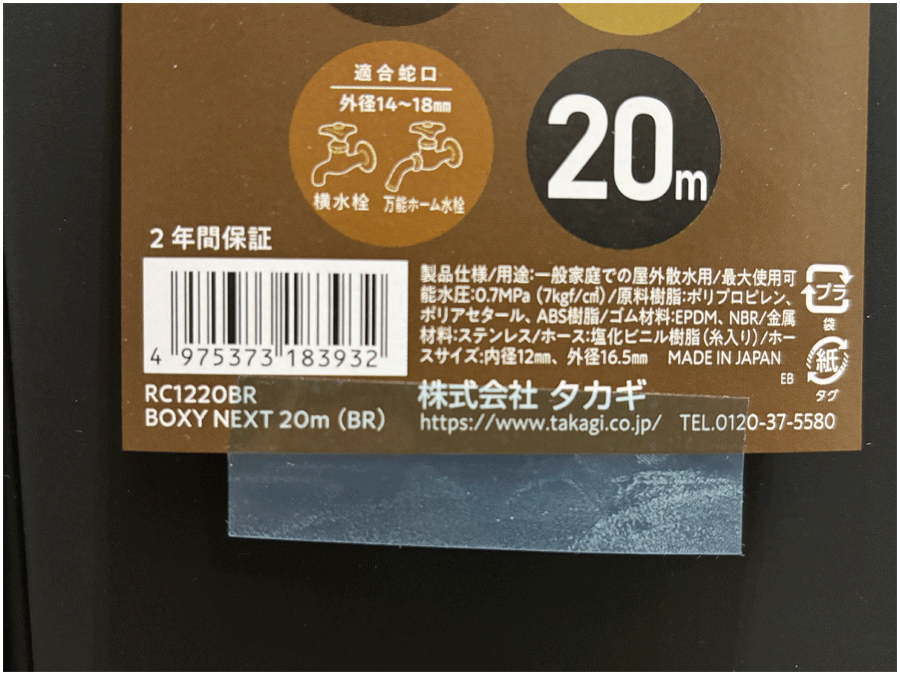 適合蛇口
外径14～18㎜
横水栓
万能ホーム水栓
20m
2年間保証
4 975373 183932
RC1220BR
BOXY NEXT 20m (BR)
製品仕様/用途:一般家庭での屋外散水用/最大使用可
能水圧:0.7MPa (7kgf/c㎡)/原料樹脂:ポリプロピレン、
ポリアセタール、ABS樹脂/ゴム材料:EPDM、NBR/金属
材料:ステンレス/ホース:塩化ビニル樹脂(糸入り)/ホー
スサイズ:内径12㎜、外径16.5㎜ MADE IN JAPAN
EB
プラ
袋
紙
タグ
株式会社 タカギ
https://www.takagi.co.jp/ TEL.0120-37-5580